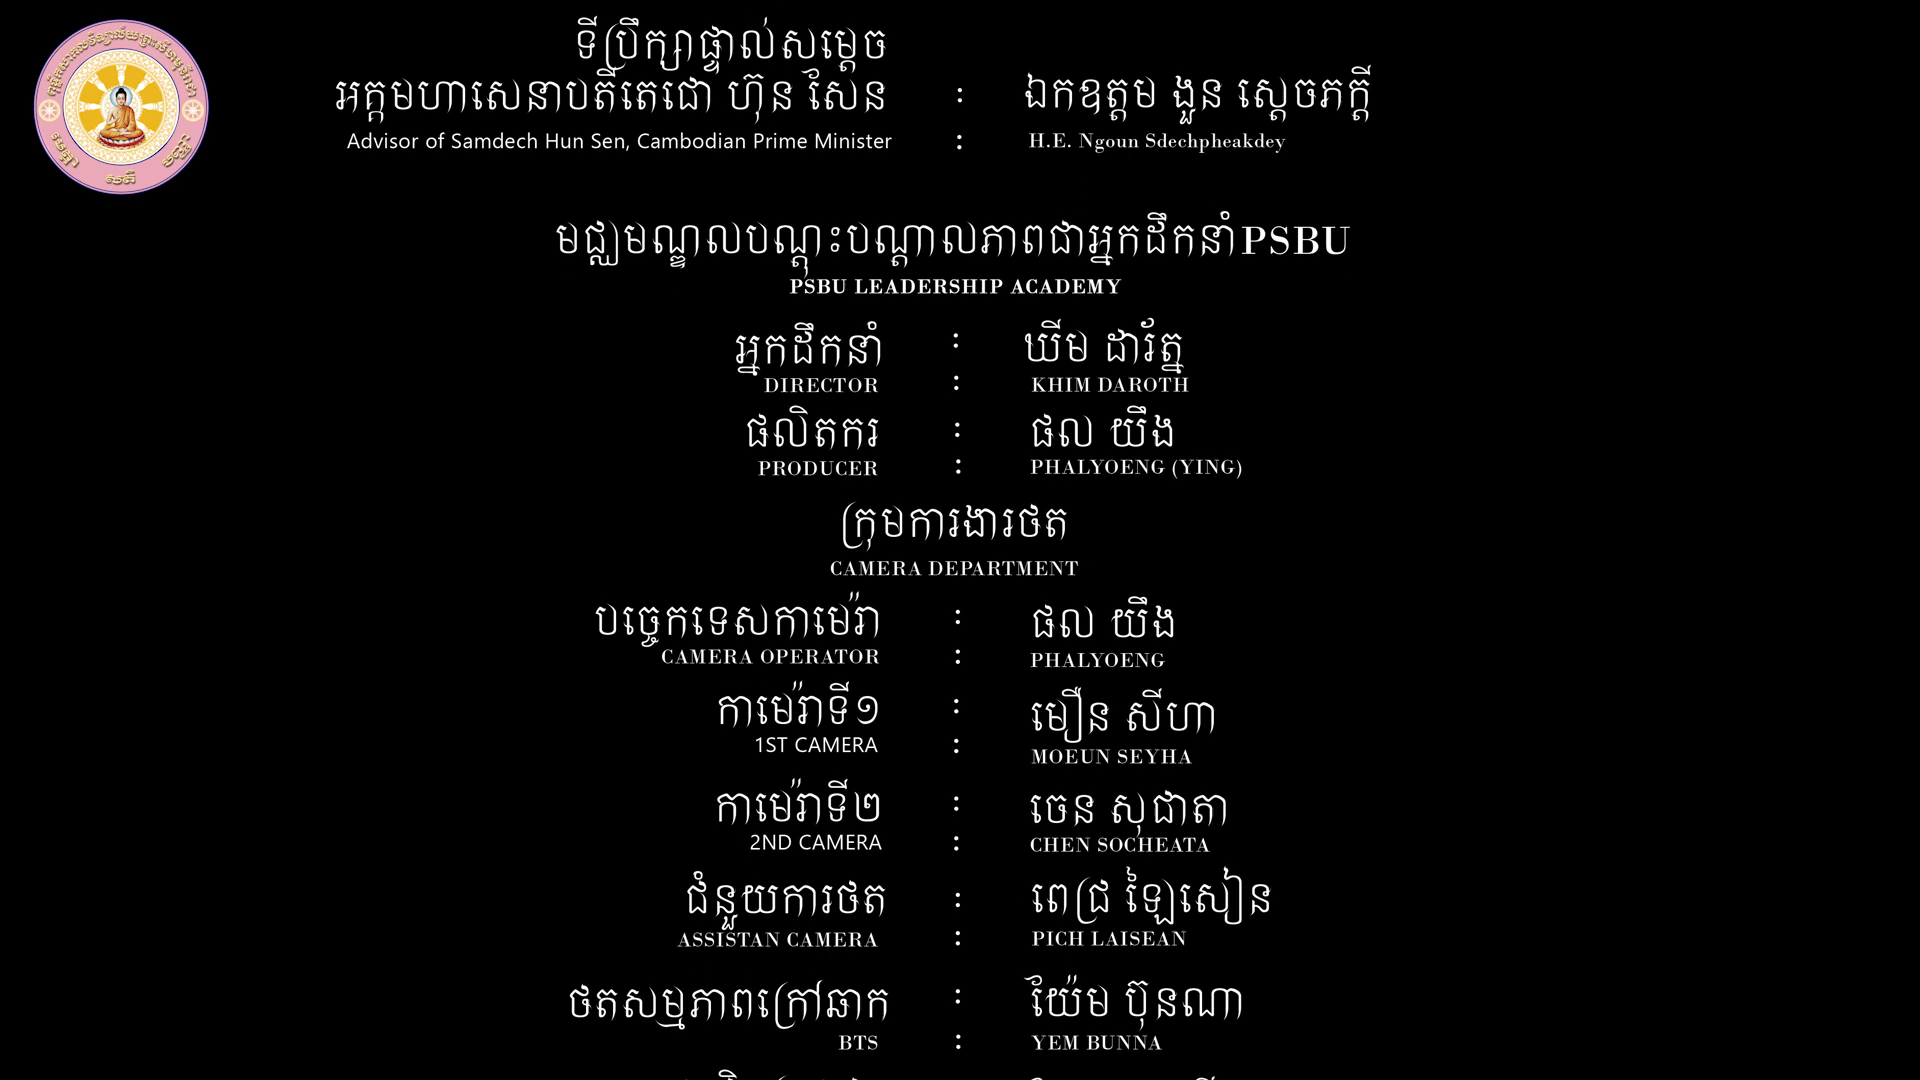 ទីប្រឹក្សាផ្ទាល់សម្តេច
អគ្គមហាសេនាបតីតេជោ ហ៊ុន សែន : ឯកឧត្តម ងួន ស្តេចភក្តី
Advisor of Samdech Hun Sen, Cambodian Prime Minister : H.E. Ngoun Sdechpheakdey
មជ្ឈមណ្ឌលបណ្តុះបណ្តាលភាពជាអ្នកដឹកនាំPSBU
PSBU LEADERSHIP ACADEMY
អ្នកដឹកនាំ : ឃីម ដារ័ត្ន
DIRECTOR : KHIM DAROTH
ផលិតករ : ផល យឹង
PRODUCER : PHALYOENG (YING)
ក្រុមការងារថត
CAMERA DEPARTMENT
បច្ចេកទេសកាមេរ៉ា : ផល យឹង
CAMERA OPERATOR : PHALYOENG
កាមេរ៉ាទី១ : មឿន សីហា
1ST CAMERA : MOEUN SEYHA
កាមេរ៉ាទី២ : ចេន សុជាតា
2ND CAMERA : CHEN SOCHEATA
ជំនួយការថត : ពេជ្រ ឡៃសៀន
ASSISTAN CAMERA : PICH LAISEAN
ថតសម្មភាពក្រៅឆាក : យ៉ែម ប៊ុនណា
BTS : YEM BUNNA